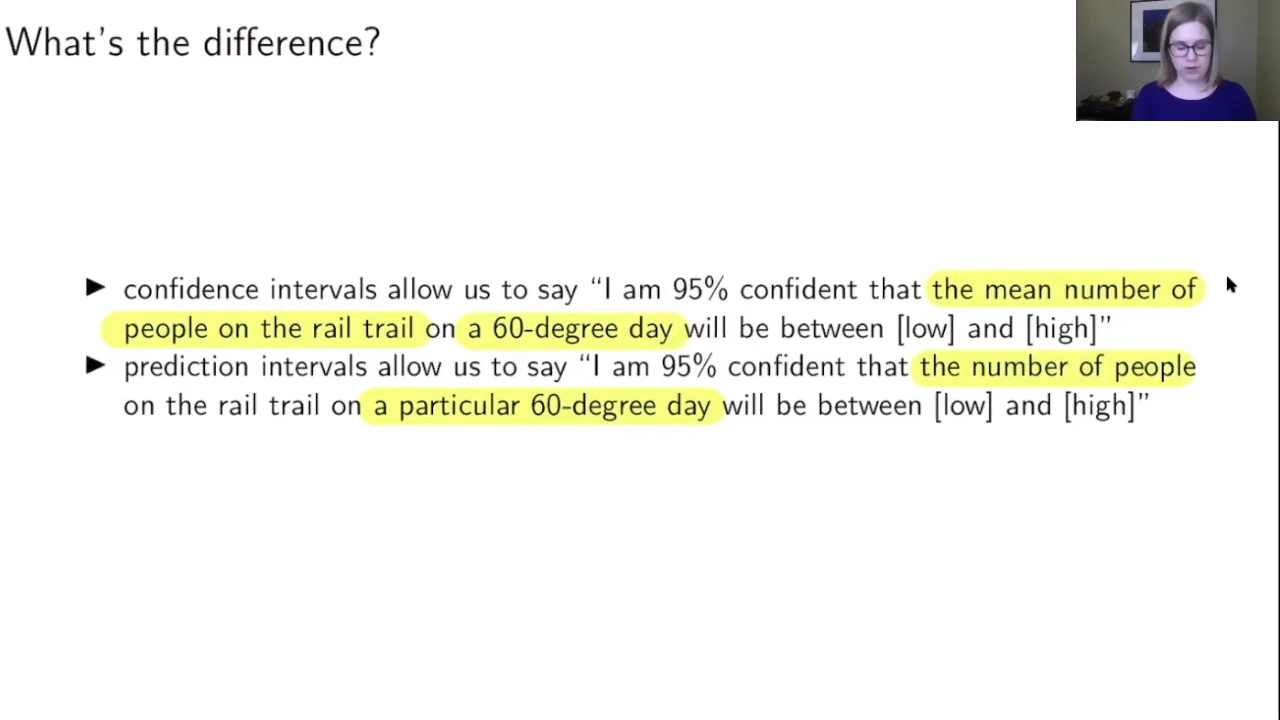 What's the difference?
▶ confidence intervals allow us to say “I am 95% confident that the mean number of
people on the rail trail on a 60-degree day will be between [low] and [high]”
▶ prediction intervals allow us to say “I am 95% confident that the number of people
on the rail trail on a particular 60-degree day will be between [low] and [high]”